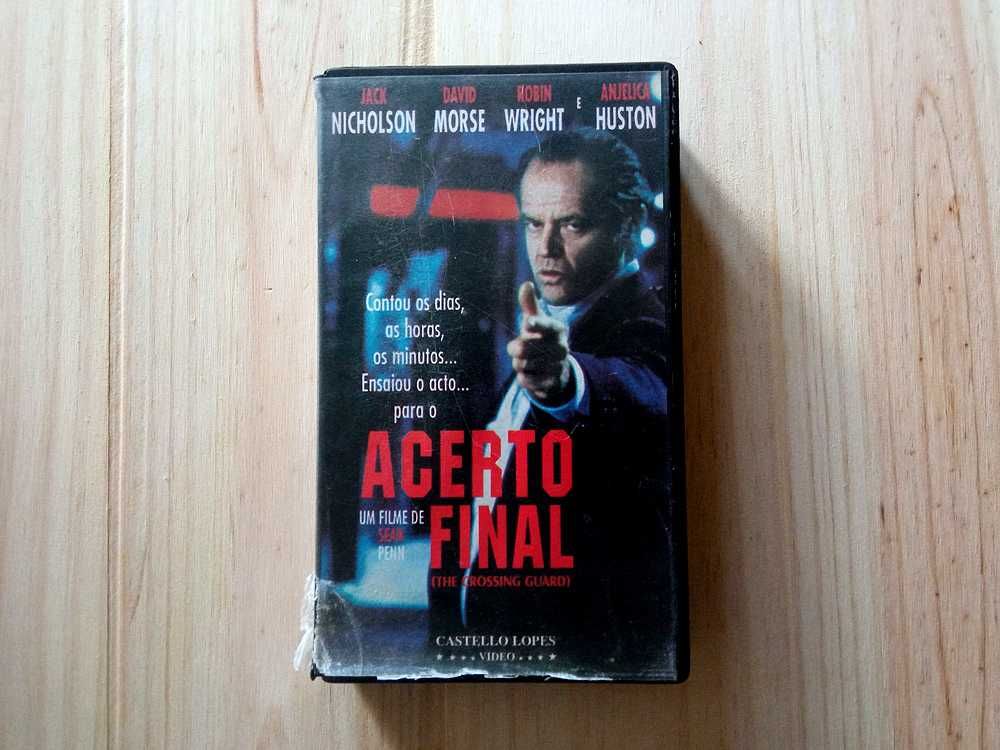 JACK DAVID ROBIN ANJELICA
NICHOLSON MORSE WRIGHT E HUSTON
Contou os dias,
as horas,
os minutos...
Ensaiou o acto...
para o
ACERTO
FINAL
UM FILME DE
SEAN
PENN
(THE CROSSING GUARD)
CASTELLO LOPES
★ ★ ★ ★ VIDEO ★ ★ ★ ★